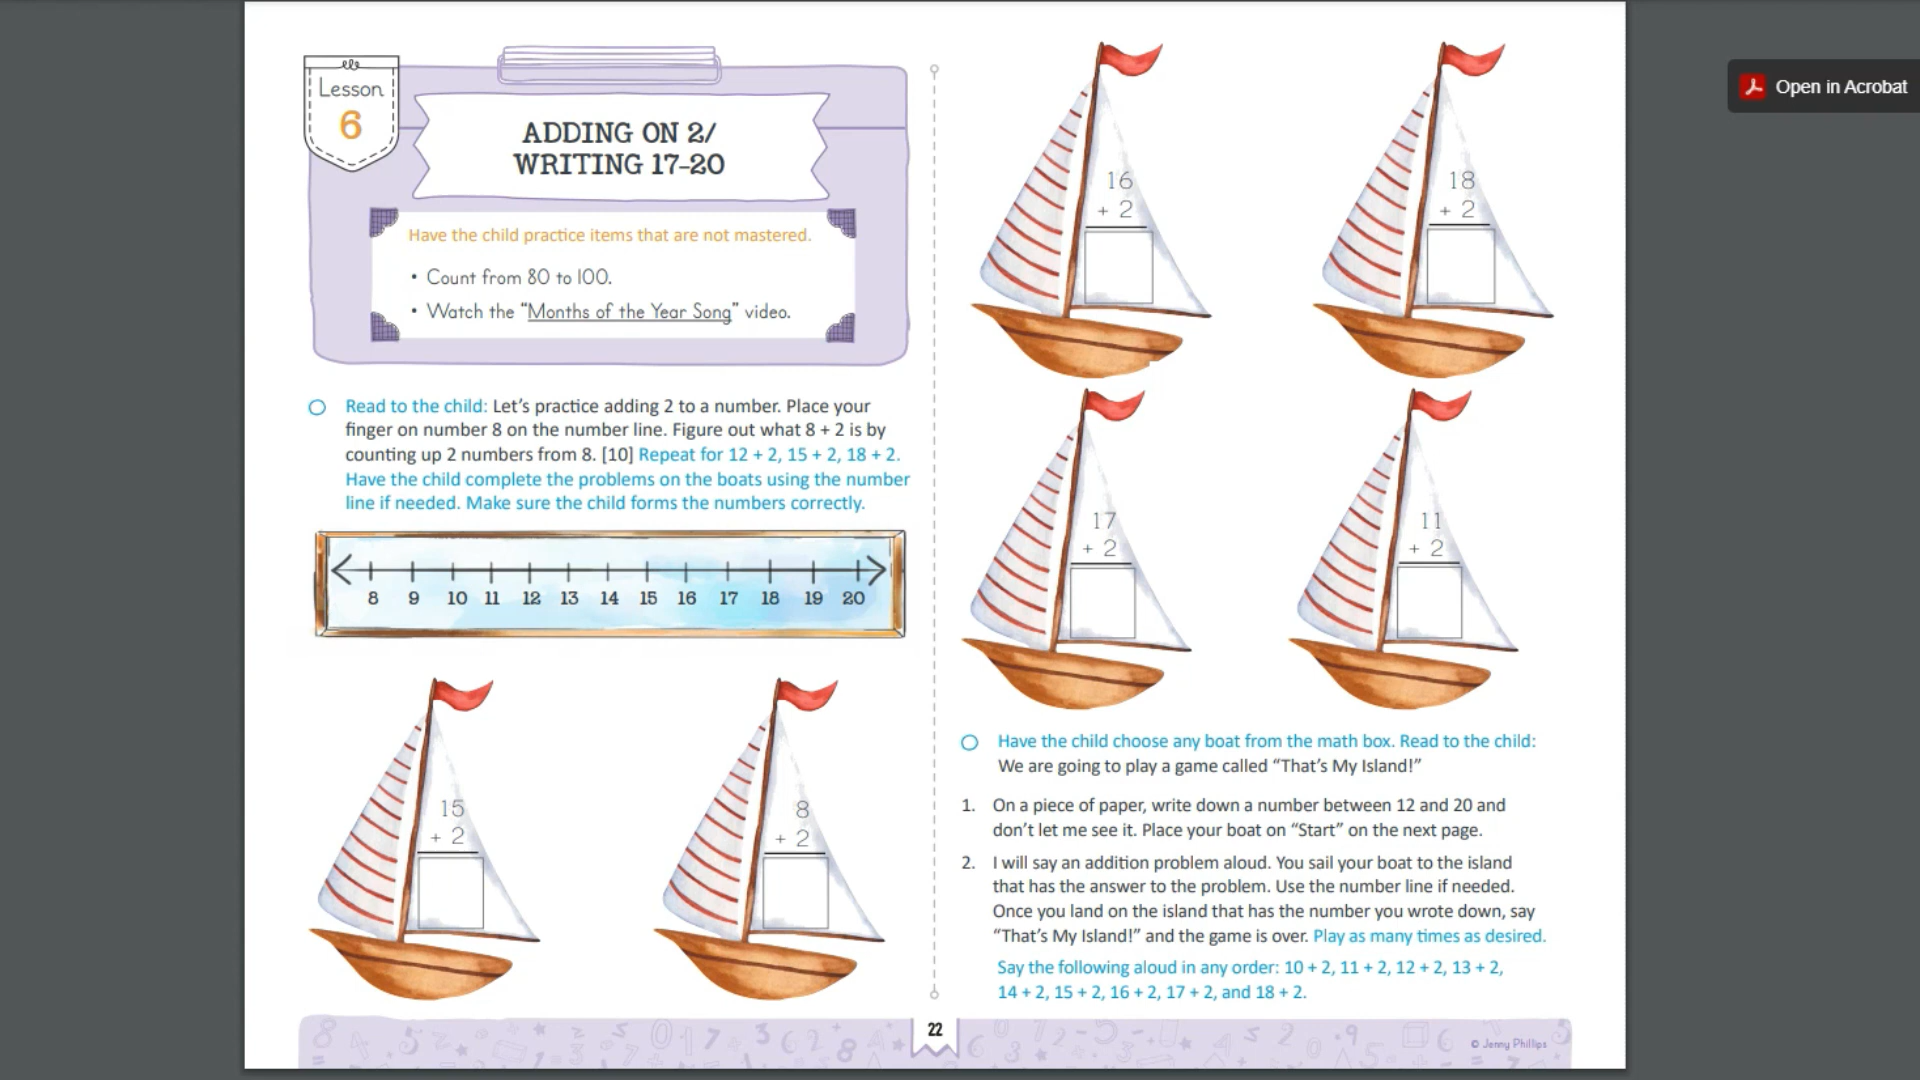 Lesson
6
ADDING ON 2/
WRITING 17-20
Have the child practice items that are not mastered.
• Count from 80 to 100.
• Watch the “Months of the Year Song” video.
Read to the child: Let’s practice adding 2 to a number. Place your
finger on number 8 on the number line. Figure out what 8 + 2 is by
counting up 2 numbers from 8. [10] Repeat for 12 + 2, 15 + 2, 18 + 2.
Have the child complete the problems on the boats using the number
line if needed. Make sure the child forms the numbers correctly.
8 9 10 11 12 13 14 15 16 17 18 19 20
15
+ 2
8
+ 2
16
+ 2
18
+ 2
17
+ 2
11
+ 2
Have the child choose any boat from the math box. Read to the child:
We are going to play a game called “That’s My Island!”
1. On a piece of paper, write down a number between 12 and 20 and
don’t let me see it. Place your boat on “Start” on the next page.
2. I will say an addition problem aloud. You sail your boat to the island
that has the answer to the problem. Use the number line if needed.
Once you land on the island that has the number you wrote down, say
“That’s My Island!” and the game is over. Play as many times as desired.
Say the following aloud in any order: 10 + 2, 11 + 2, 12 + 2, 13 + 2,
14 + 2, 15 + 2, 16 + 2, 17 + 2, and 18 + 2.
22
© Jenny Phillips
Open in Acrobat